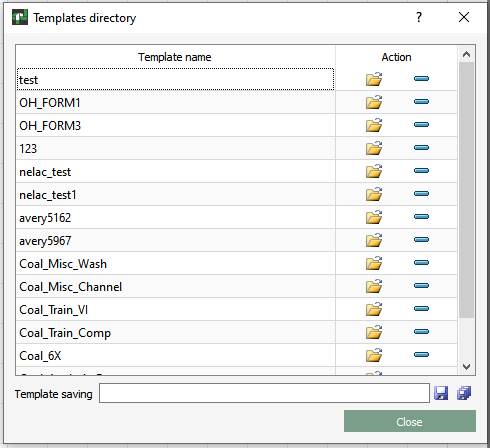 Templates directory
Template name Action
test
OH_FORM1
OH_FORM3
123
nelac_test
nelac_test1
avery5162
avery5967
Coal_Misc_Wash
Coal_Misc_Channel
Coal_Train_VI
Coal_Train_Comp
Coal_6X
Template saving
Close